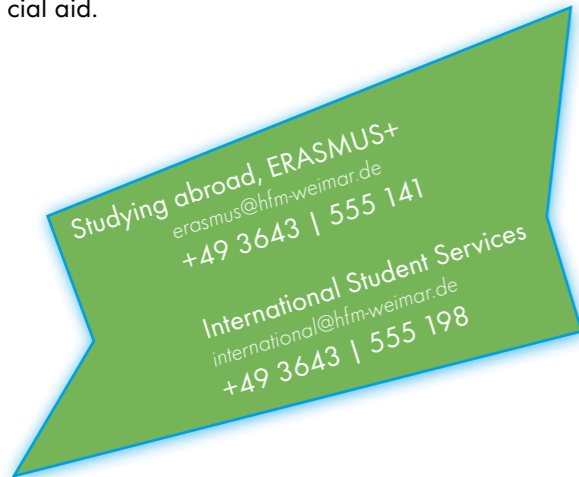 cial aid.
Studying abroad, ERASMUS+
erasmus@hfm-weimar.de
+49 3643 | 555 141
International Student Services
international@hfm-weimar.de
+49 3643 | 555 198